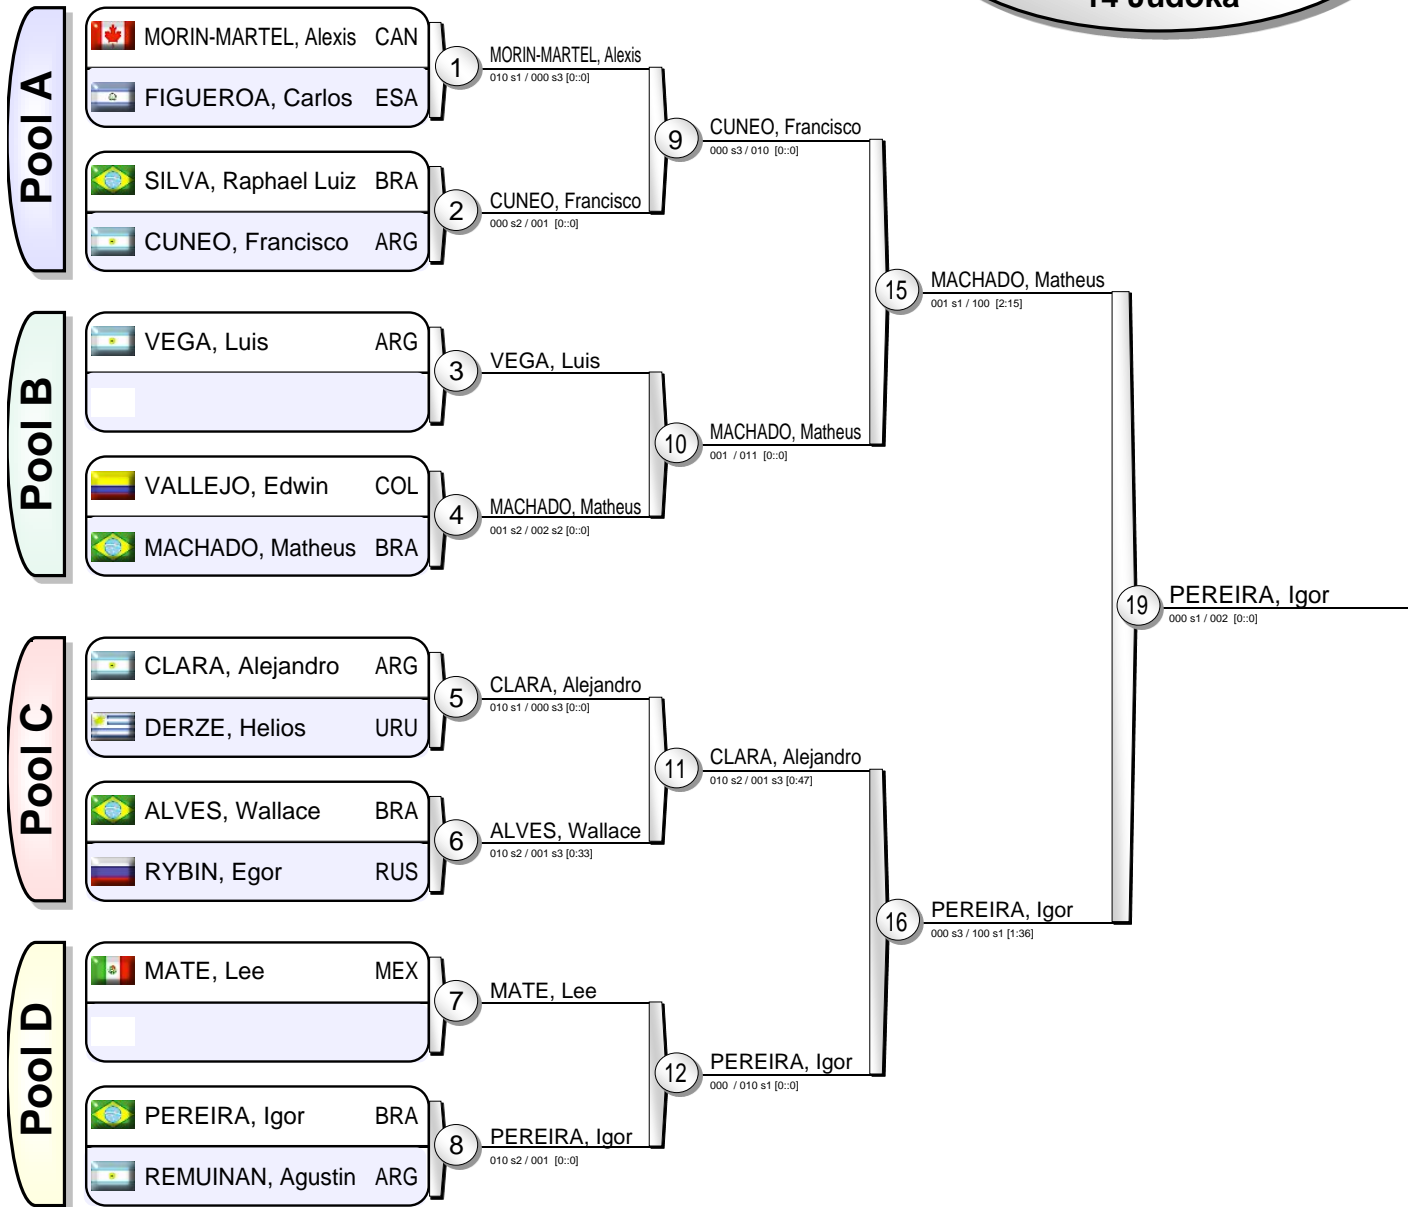 14 Judoka
Pool A
MORIN-MARTEL, Alexis CAN
FIGUEROA, Carlos ESA
1
MORIN-MARTEL, Alexis
010 s1 / 000 s3 [0::0]
SILVA, Raphael Luiz BRA
CUNEO, Francisco ARG
2
CUNEO, Francisco
000 s2 / 001 [0::0]
9
CUNEO, Francisco
000 s3 / 010 [0::0]
Pool B
VEGA, Luis ARG
3
VEGA, Luis
VALLEJO, Edwin COL
MACHADO, Matheus BRA
4
MACHADO, Matheus
001 s2 / 002 s2 [0::0]
10
MACHADO, Matheus
001 / 011 [0::0]
15
MACHADO, Matheus
001 s1 / 100 [2:15]
Pool C
CLARA, Alejandro ARG
DERZE, Helios URU
5
CLARA, Alejandro
010 s1 / 000 s3 [0::0]
ALVES, Wallace BRA
RYBIN, Egor RUS
6
ALVES, Wallace
010 s2 / 001 s3 [0:33]
11
CLARA, Alejandro
010 s2 / 001 s3 [0:47]
Pool D
MATE, Lee MEX
7
MATE, Lee
PEREIRA, Igor BRA
REMUINAN, Agustin ARG
8
PEREIRA, Igor
010 s2 / 001 [0::0]
12
PEREIRA, Igor
000 / 010 s1 [0::0]
16
PEREIRA, Igor
000 s3 / 100 s1 [1:36]
19
PEREIRA, Igor
000 s1 / 002 [0::0]